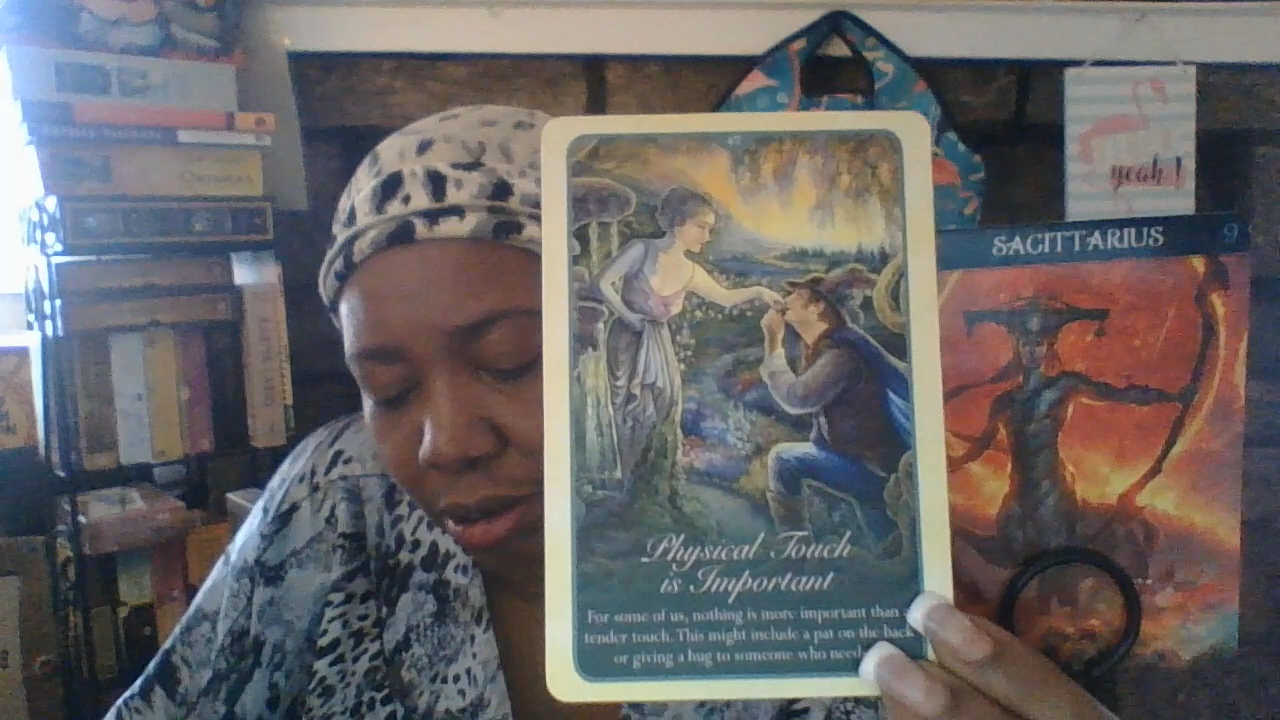 47
Physical Touch
is Important
For some of us, nothing is more important than a
tender touch. This might include a pat on the back
or giving a hug to someone who
SAGITTARIUS 9
yeah!